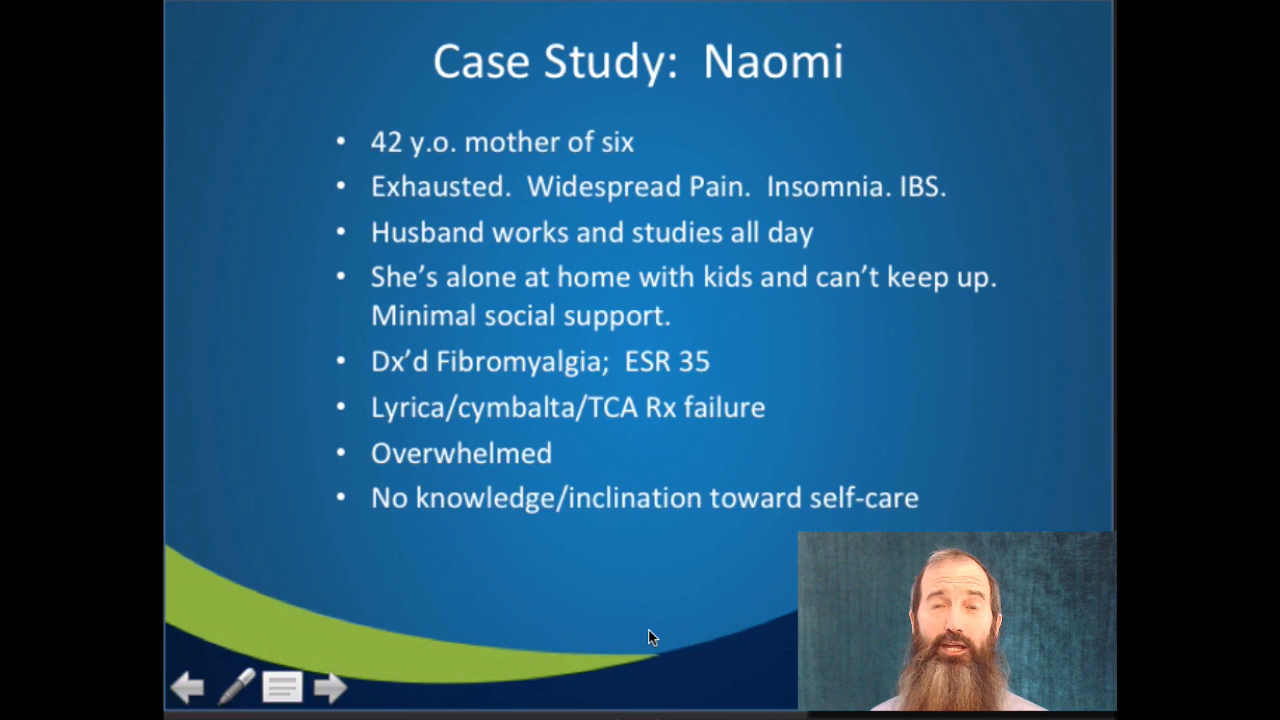 Case Study:  Naomi
• 42 y.o. mother of six
• Exhausted.  Widespread Pain.  Insomnia. IBS.
• Husband works and studies all day
• She's alone at home with kids and can't keep up.
Minimal social support.
• Dx'd Fibromyalgia;  ESR 35
• Lyrica/cymbalta/TCA Rx failure
• Overwhelmed
• No knowledge/inclination toward self-care